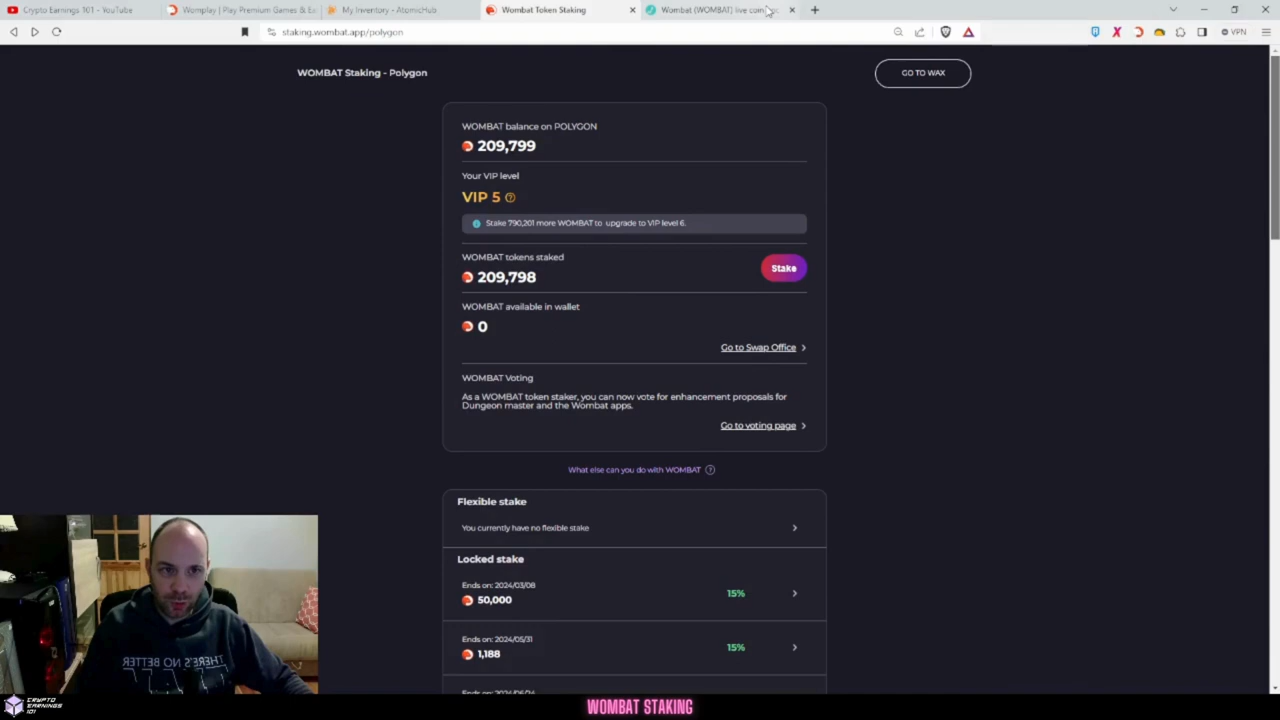 Crypto Earnings 101 - YouTube
Womplay | Play Premium Games & Ea
My Inventory - AtomicHub
Wombat Token Staking
Wombat (WOMBAT) live coin
staking.wombat.app/polygon
VPN
WOMBAT Staking - Polygon
GO TO WAX
WOMBAT balance on POLYGON
209,799
Your VIP level
VIP 5
Stake 790,201 more WOMBAT to upgrade to VIP level 6.
WOMBAT tokens staked
209,798
Stake
WOMBAT available in wallet
0
Go to Swap Office
WOMBAT Voting
As a WOMBAT token staker, you can now vote for enhancement proposals for
Dungeon master and the Wombat apps.
Go to voting page
What else can you do with WOMBAT
Flexible stake
You currently have no flexible stake
Locked stake
Ends on: 2024/03/08
50,000
15%
Ends on: 2024/05/31
1,188
15%
THERE'S NO BETTER
CRYPTO
EARNINGS
101
WOMBAT STAKING